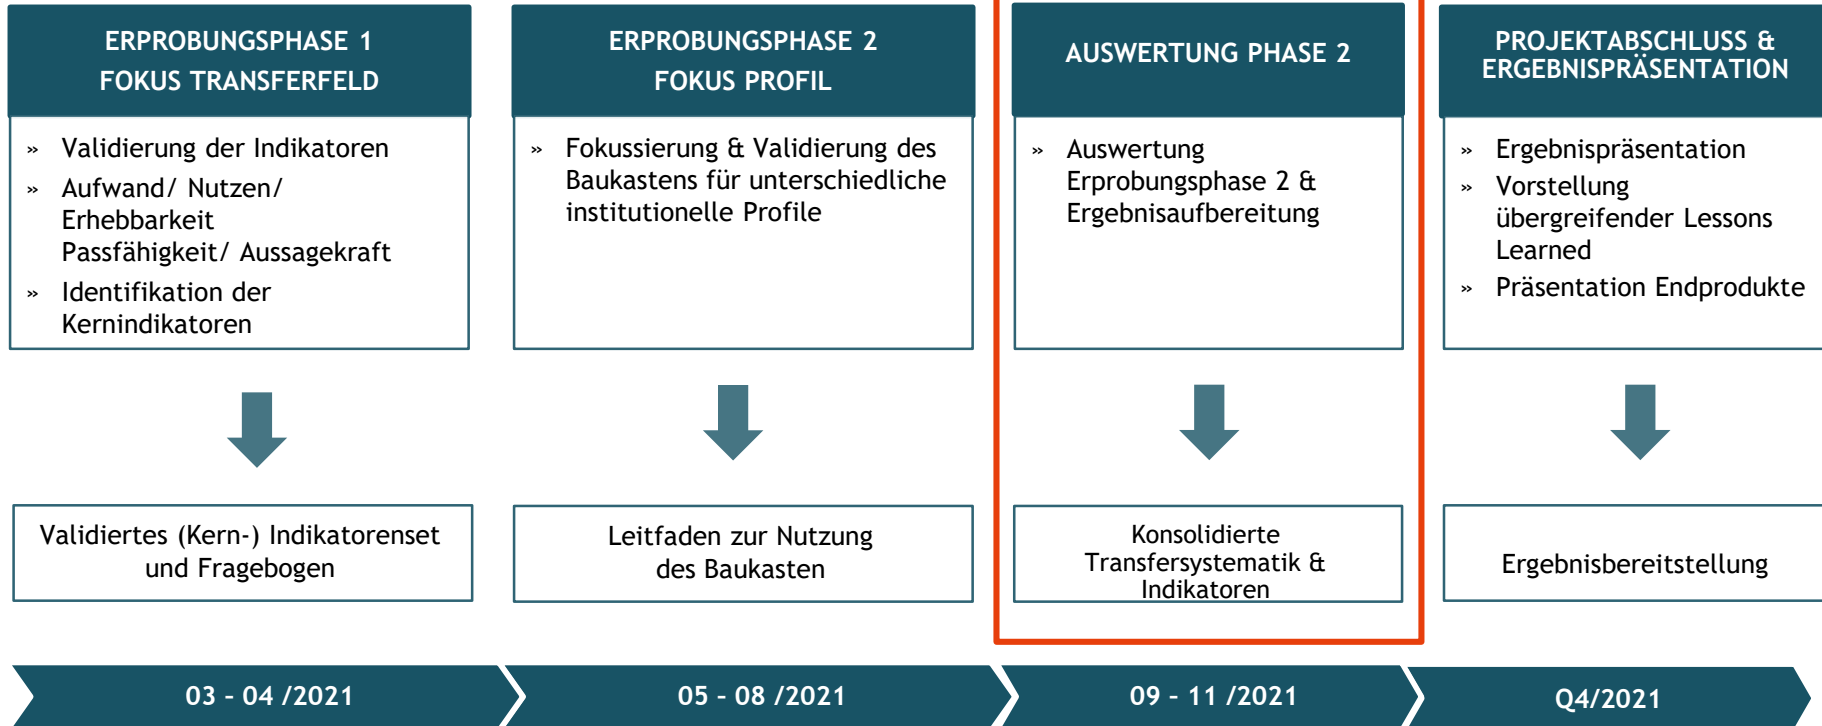 ERPROBUNGSPHASE 1
FOKUS TRANSFERFELD
» Validierung der Indikatoren
» Aufwand/ Nutzen/
Erhebbarkeit
Passfähigkeit/ Aussagekraft
» Identifikation der
Kernindikatoren
Validiertes (Kern-) Indikatorenset
und Fragebogen
03 – 04 /2021
ERPROBUNGSPHASE 2
FOKUS PROFIL
» Fokussierung & Validierung des
Baukastens für unterschiedliche
institutionelle Profile
Leitfaden zur Nutzung
des Baukasten
05 – 08 /2021
AUSWERTUNG PHASE 2
» Auswertung
Erprobungsphase 2 &
Ergebnisaufbereitung
Konsolidierte
Transfersystematik &
Indikatoren
09 – 11 /2021
PROJEKTABSCHLUSS &
ERGEBNISPRÄSENTATION
» Ergebnispräsentation
» Vorstellung
übergreifender Lessons
Learned
» Präsentation Endprodukte
Ergebnisbereitstellung
Q4/2021